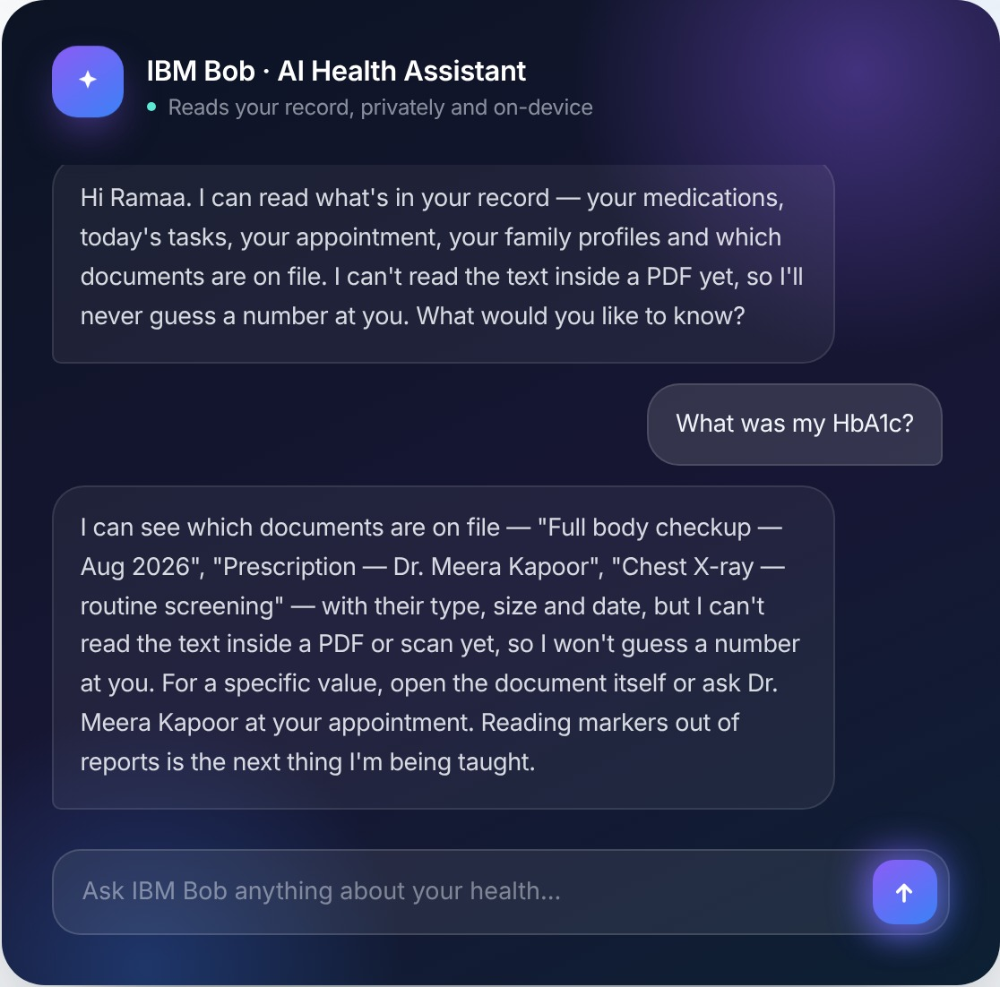 IBM Bob · AI Health Assistant
Reads your record, privately and on-device
Hi Ramaa. I can read what's in your record — your medications,
today's tasks, your appointment, your family profiles and which
documents are on file. I can't read the text inside a PDF yet, so I'll
never guess a number at you. What would you like to know?
What was my HbA1c?
I can see which documents are on file — "Full body checkup —
Aug 2026", "Prescription — Dr. Meera Kapoor", "Chest X-ray —
routine screening" — with their type, size and date, but I can't
read the text inside a PDF or scan yet, so I won't guess a number
at you. For a specific value, open the document itself or ask Dr.
Meera Kapoor at your appointment. Reading markers out of
reports is the next thing I'm being taught.
Ask IBM Bob anything about your health...